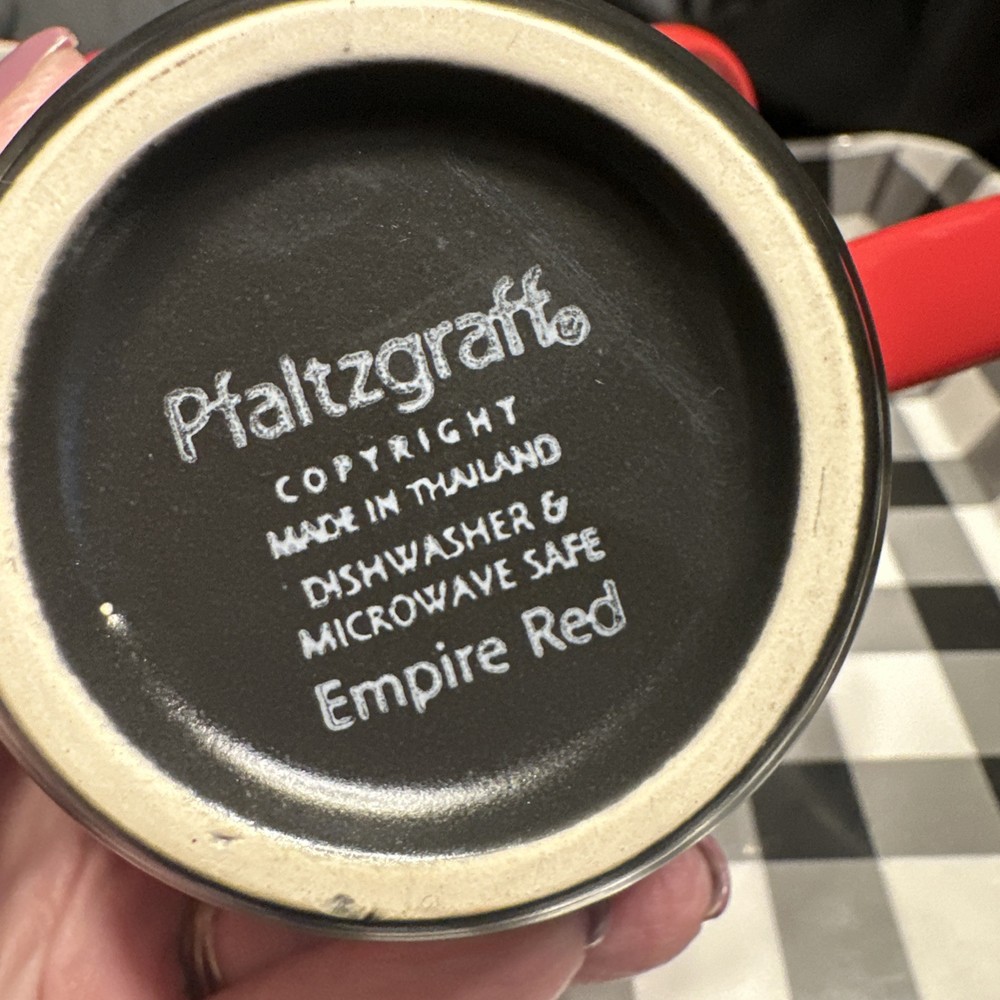 Pfaltzgraff®
COPYRIGHT
MADE IN THAILAND
DISHWASHER &
MICROWAVE SAFE
Empire Red